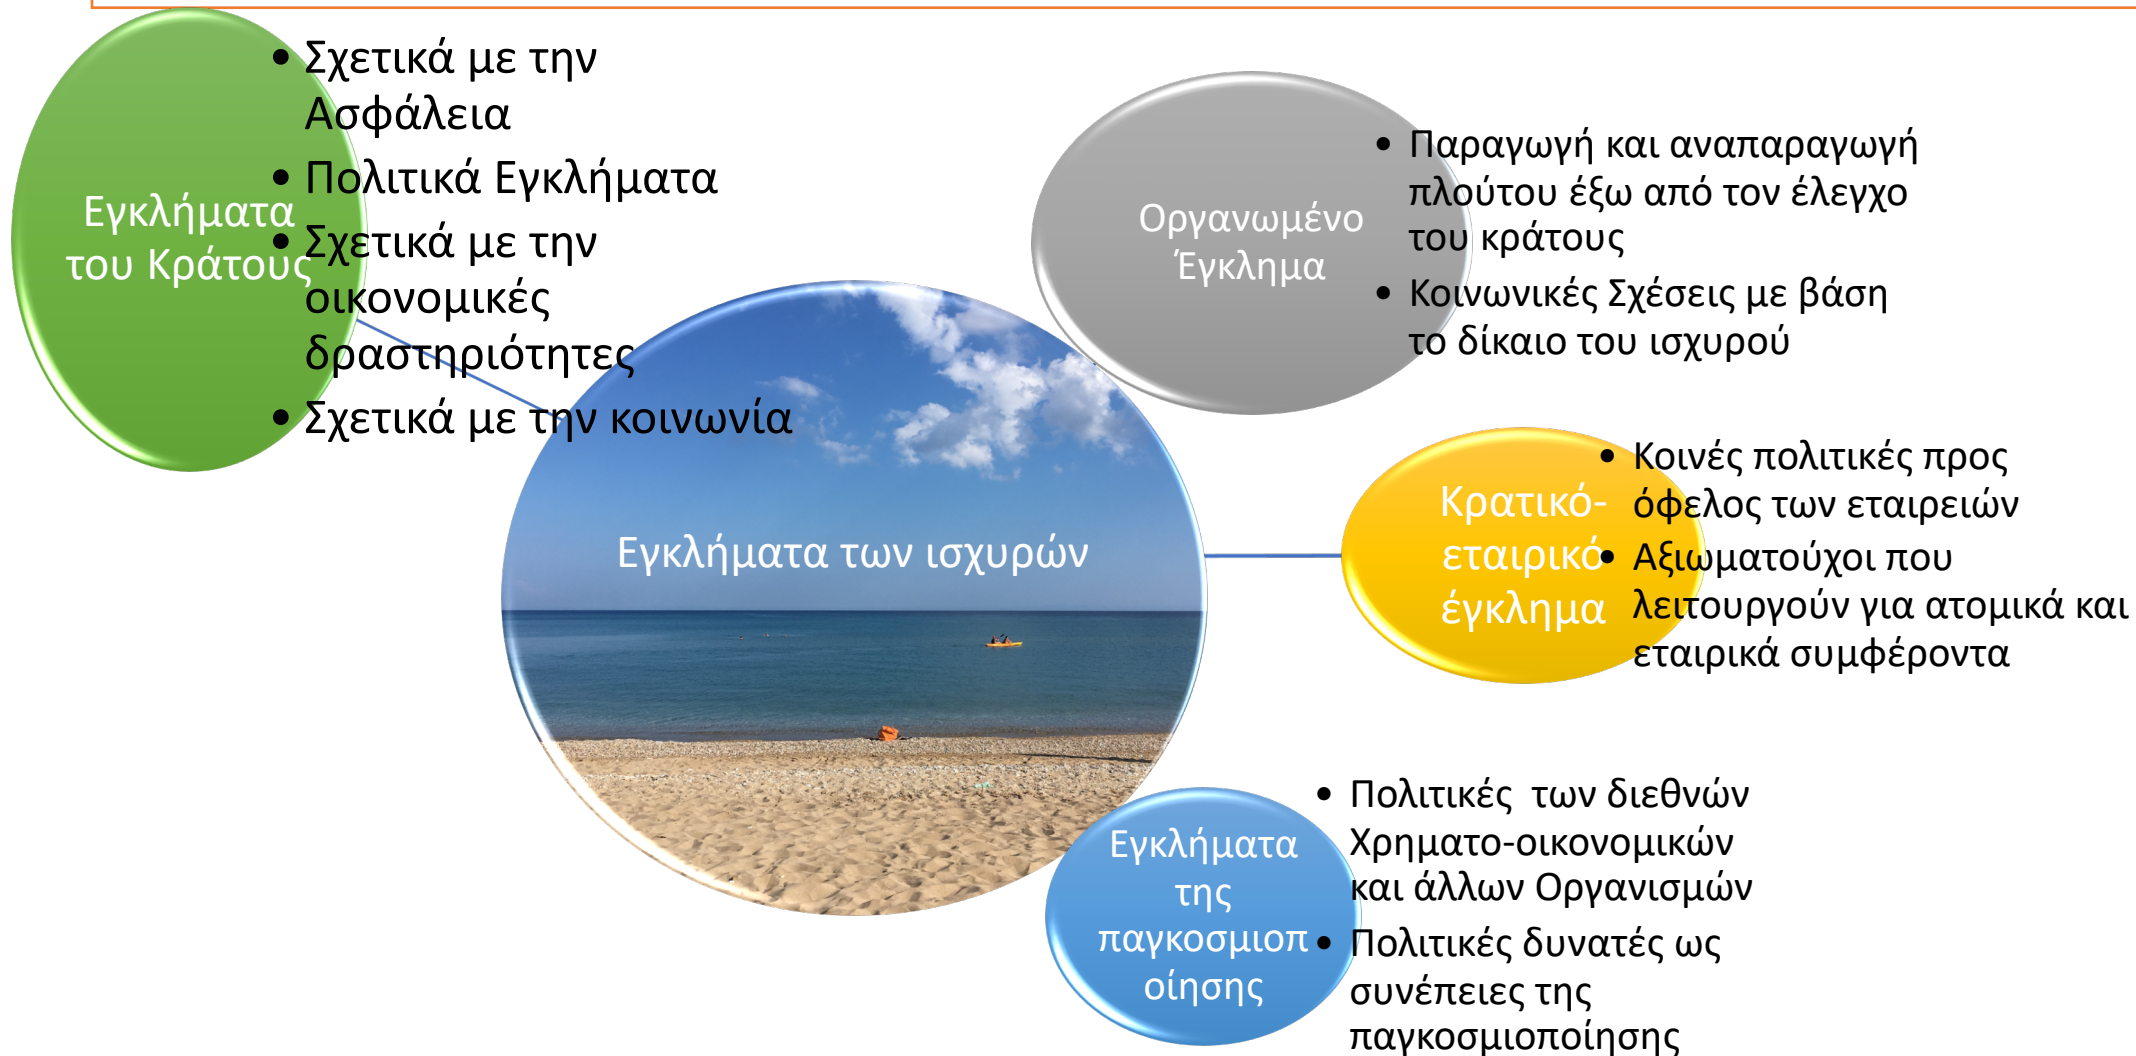 Εγκλήματα
του Κράτους
• Σχετικά με την
Ασφάλεια
• Πολιτικά Εγκλήματα
• Σχετικά με την
οικονομικές
δραστηριότητες
• Σχετικά με την κοινωνία
Οργανωμένο
Έγκλημα
• Παραγωγή και αναπαραγωγή
πλούτου έξω από τον έλεγχο
του κράτους
• Κοινωνικές Σχέσεις με βάση
το δίκαιο του ισχυρού
Εγκλήματα των ισχυρών
Κρατικό-
εταιρικό
έγκλημα
• Κοινές πολιτικές προς
όφελος των εταιρειών
• Αξιωματούχοι που
λειτουργούν για ατομικά και
εταιρικά συμφέροντα
Εγκλήματα
της
παγκοσμιοπ
οίησης
• Πολιτικές των διεθνών
Χρηματο-οικονομικών
και άλλων Οργανισμών
• Πολιτικές δυνατές ως
συνέπειες της
παγκοσμιοποίησης